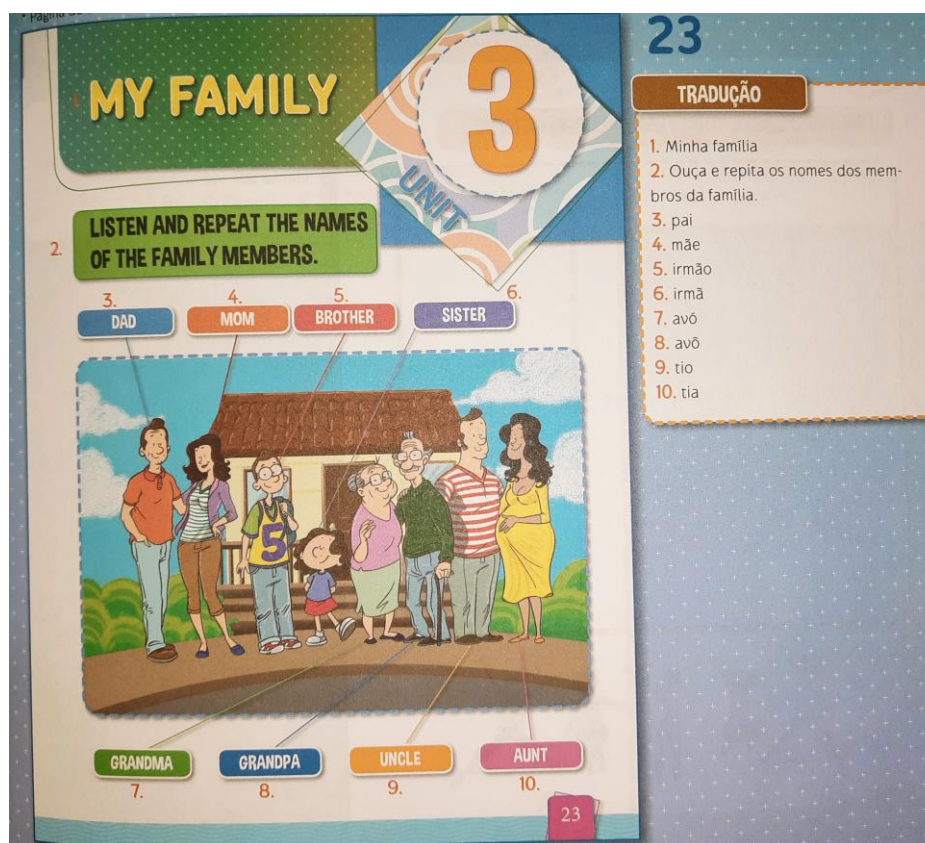 MY FAMILY
3
UNIT
2.
LISTEN AND REPEAT THE NAMES
OF THE FAMILY MEMBERS.
3.
4.
5.
6.
DAD
MOM
BROTHER
SISTER
5
GRANDMA
GRANDPA
UNCLE
AUNT
7.
8.
9.
10.
23
23
TRADUÇÃO
1. Minha família
2. Ouça e repita os nomes dos mem-
bros da família.
3. pai
4. mãe
5. irmão
6. irmã
7. avó
8. avô
9. tio
10. tia